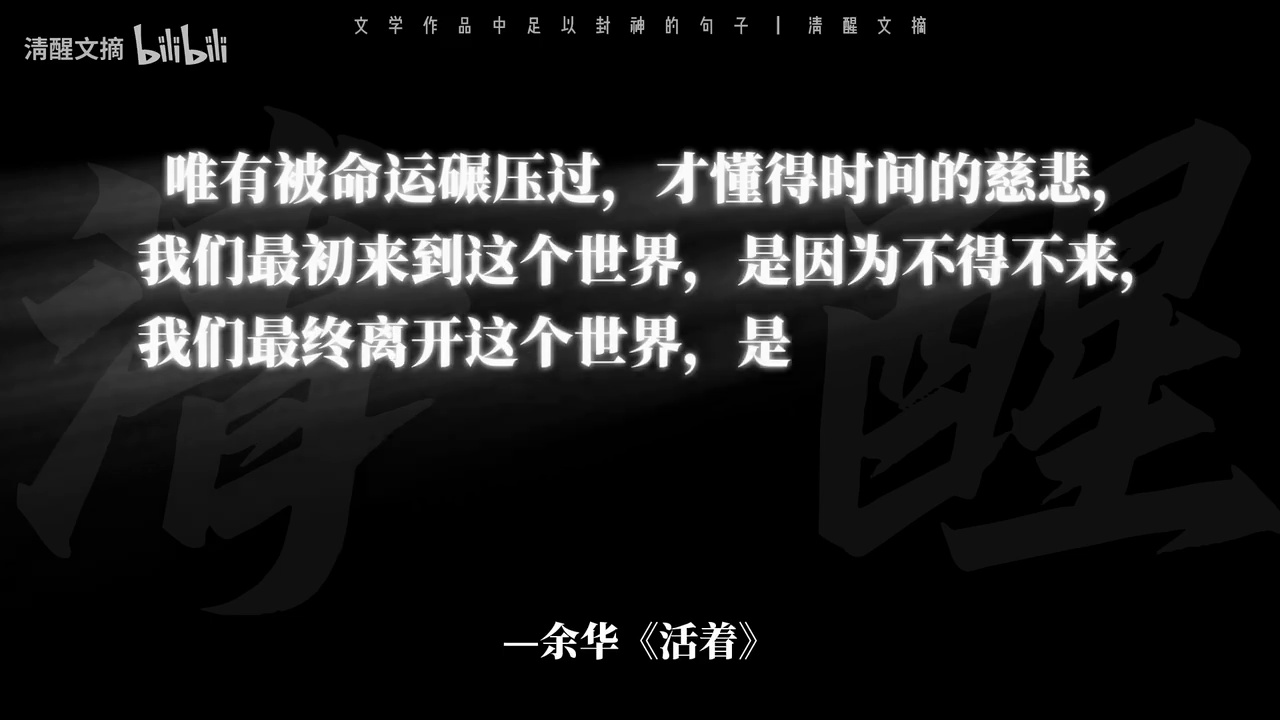 文学作品中足以封神的句子 | 清醒文摘
清醒文摘 bilibili
唯有被命运碾压过，才懂得时间的慈悲，
我们最初来到这个世界，是因为不得不来，
我们最终离开这个世界，是
清醒
—余华《活着》